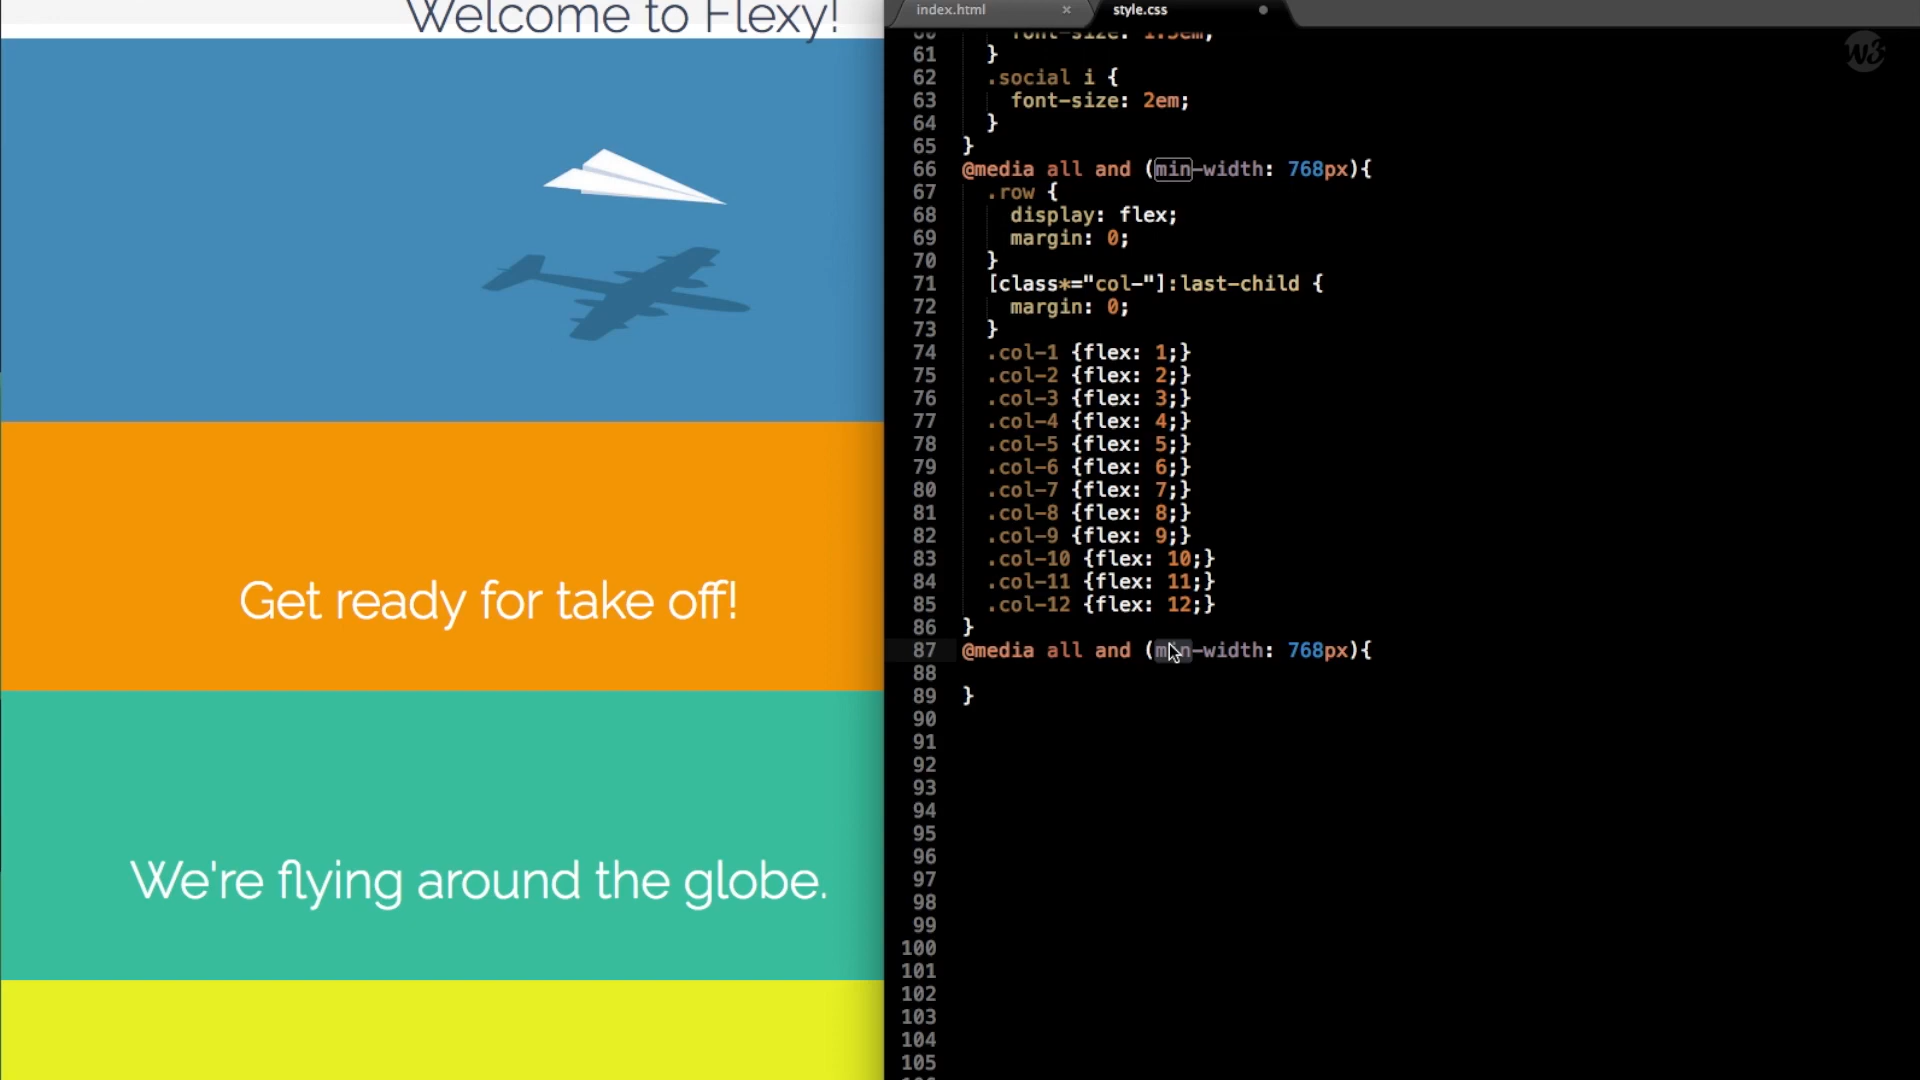 Welcome to Flexy!
Get ready for take off!
We're flying around the globe.
index.html ×
style.css
60 font-size: 1.5em;
61 }
62 .social i {
63 font-size: 2em;
64 }
65 }
66 @media all and (min-width: 768px){
67 .row {
68 display: flex;
69 margin: 0;
70 }
71 [class*="col-"]:last-child {
72 margin: 0;
73 }
74 .col-1 {flex: 1;}
75 .col-2 {flex: 2;}
76 .col-3 {flex: 3;}
77 .col-4 {flex: 4;}
78 .col-5 {flex: 5;}
79 .col-6 {flex: 6;}
80 .col-7 {flex: 7;}
81 .col-8 {flex: 8;}
82 .col-9 {flex: 9;}
83 .col-10 {flex: 10;}
84 .col-11 {flex: 11;}
85 .col-12 {flex: 12;}
86 }
87 @media all and (min-width: 768px){
88
89 }
90
91
92
93
94
95
96
97
98
99
100
101
102
103
104
105
W3